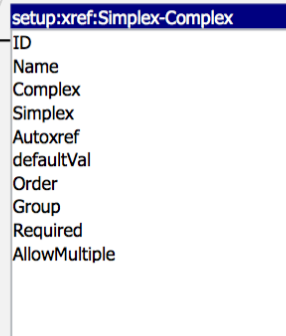 setup:xref:Simplex-Complex
ID
Name
Complex
Simplex
Autoxref
defaultVal
Order
Group
Required
AllowMultiple